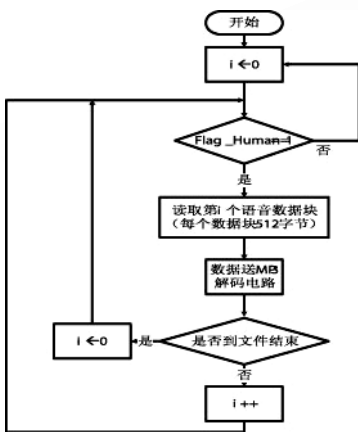 开始
i ←0
Flag _Human=1
否
是
读取第i 个语音数据块
（每个数据块512字节）
数据送MB
解码电路
是否到文件结束
是
i ←0
否
i ++